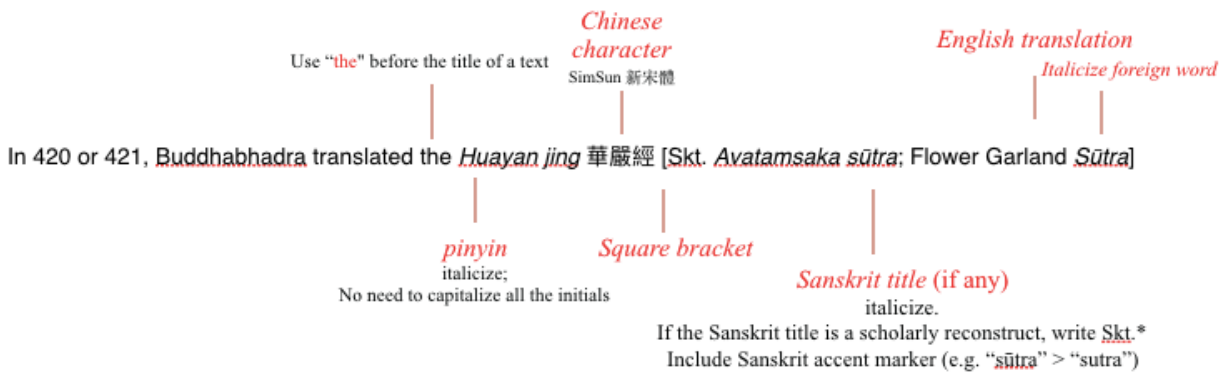 Chinese
character
SimSun 新宋體
Use “the" before the title of a text
English translation
Italicize foreign word
In 420 or 421, Buddhabhadra translated the Huayan jing 華嚴經 [Skt. Avatamsaka sūtra; Flower Garland Sūtra]
pinyin
italicize;
No need to capitalize all the initials
Square bracket
Sanskrit title (if any)
italicize.
If the Sanskrit title is a scholarly reconstruct, write Skt.*
Include Sanskrit accent marker (e.g. “sūtra” > “sutra”)